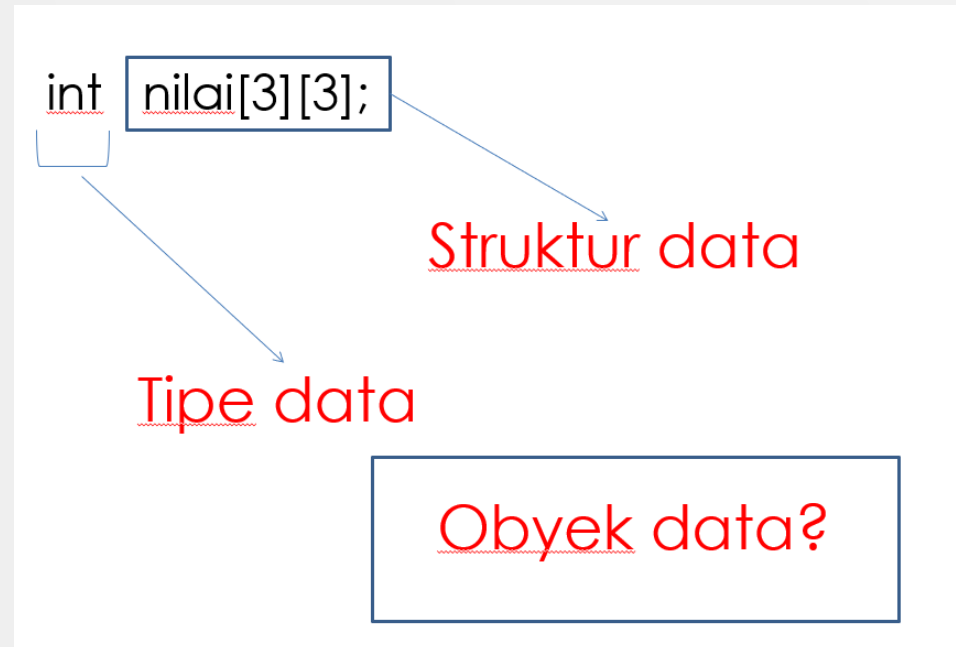 int nilai[3][3];
Struktur data
Tipe data
Obyek data?